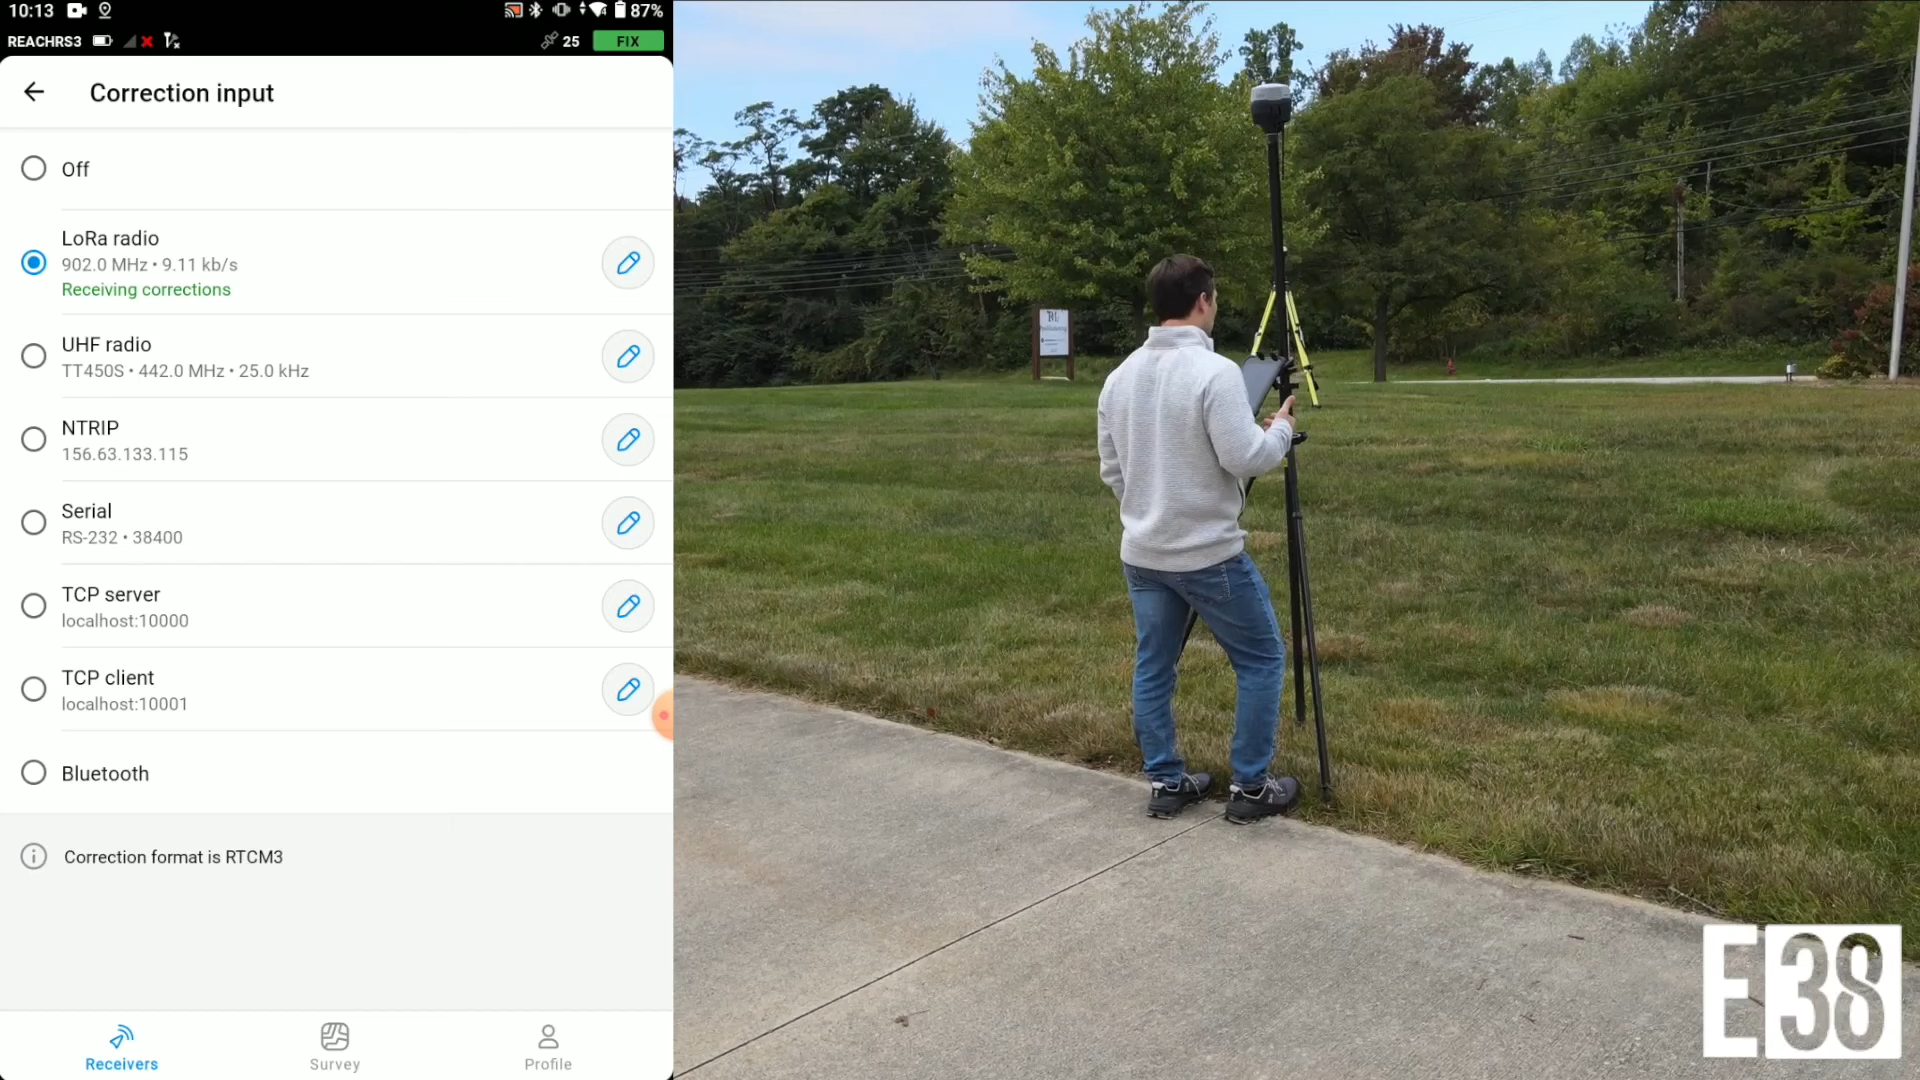 10:13
87%
REACHRS3
25
FIX
Correction input
Off
LoRa radio
902.0 MHz • 9.11 kb/s
Receiving corrections
UHF radio
TT450S • 442.0 MHz • 25.0 kHz
NTRIP
156.63.133.115
Serial
RS-232 • 38400
TCP server
localhost:10000
TCP client
localhost:10001
Bluetooth
Correction format is RTCM3
Receivers
Survey
Profile
E38